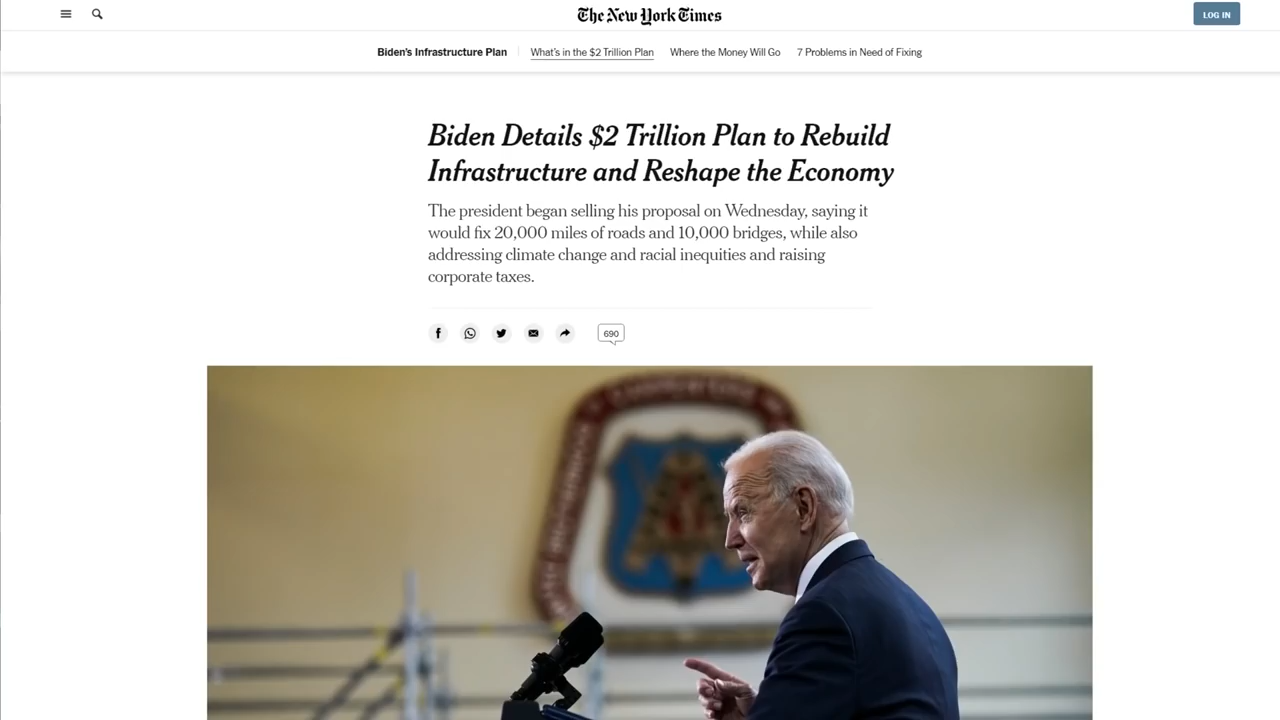 The New York Times
LOG IN
Biden's Infrastructure Plan
What's in the $2 Trillion Plan
Where the Money Will Go
7 Problems in Need of Fixing
Biden Details $2 Trillion Plan to Rebuild
Infrastructure and Reshape the Economy
The president began selling his proposal on Wednesday, saying it
would fix 20,000 miles of roads and 10,000 bridges, while also
addressing climate change and racial inequities and raising
corporate taxes.
690